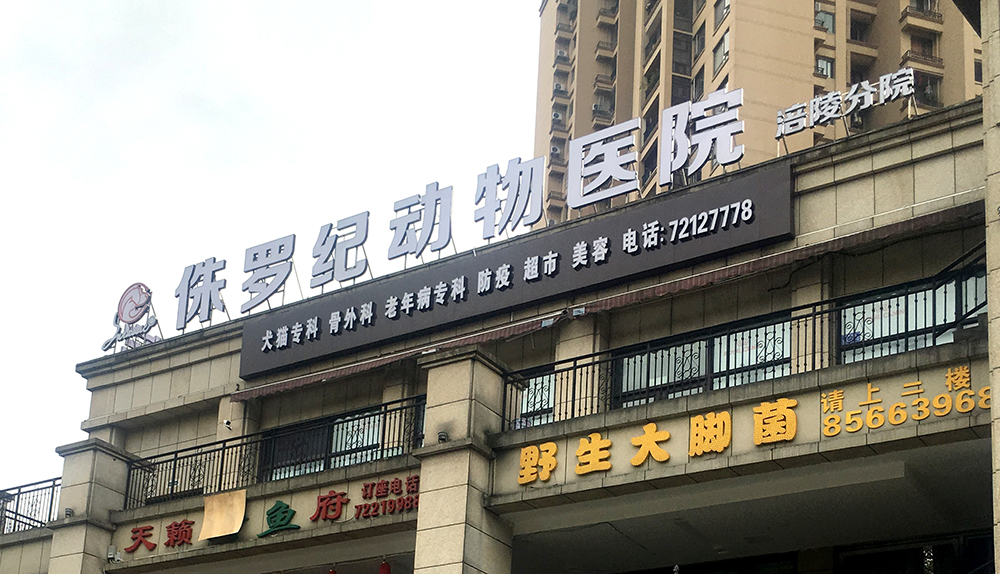 侏罗纪动物医院 涪陵分院
犬猫专科 骨外科 老年病专科 防疫 超市 美容 电话:72127778
野生大脚菌
请上二楼
85663968
天籁 鱼府
订座电话
7221998